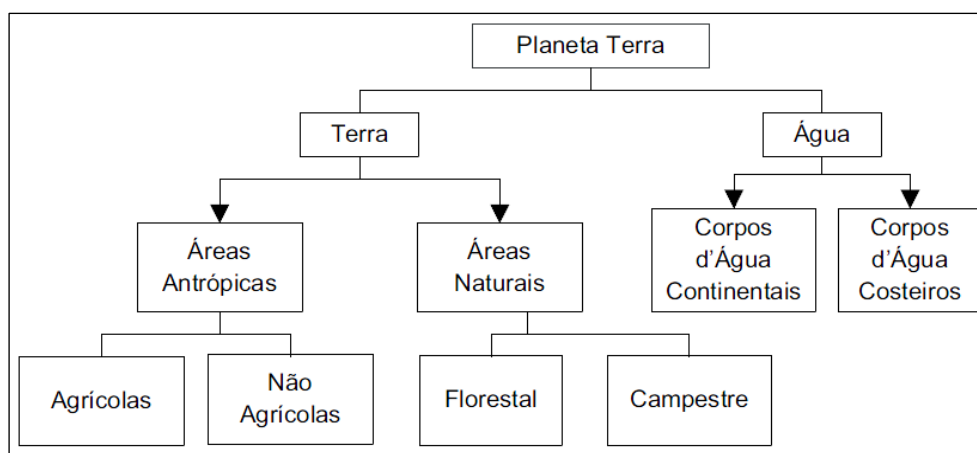 Planeta Terra
Terra
Água
Áreas
Antrópicas
Áreas
Naturais
Corpos
d'Água
Continentais
Corpos
d'Água
Costeiros
Agrícolas
Não
Agrícolas
Florestal
Campestre